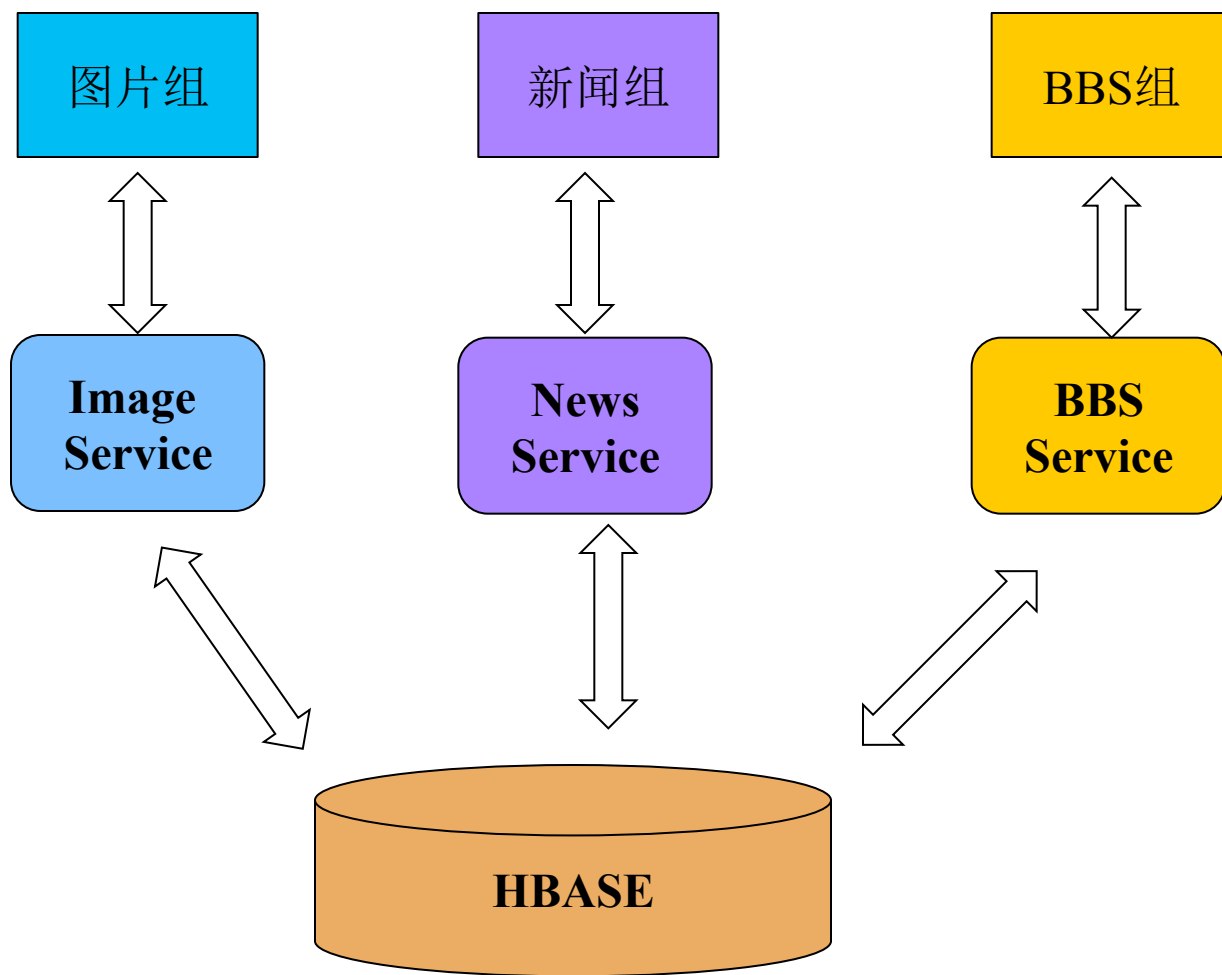 图片组
新闻组
BBS组
Image
Service
News
Service
BBS
Service
HBASE